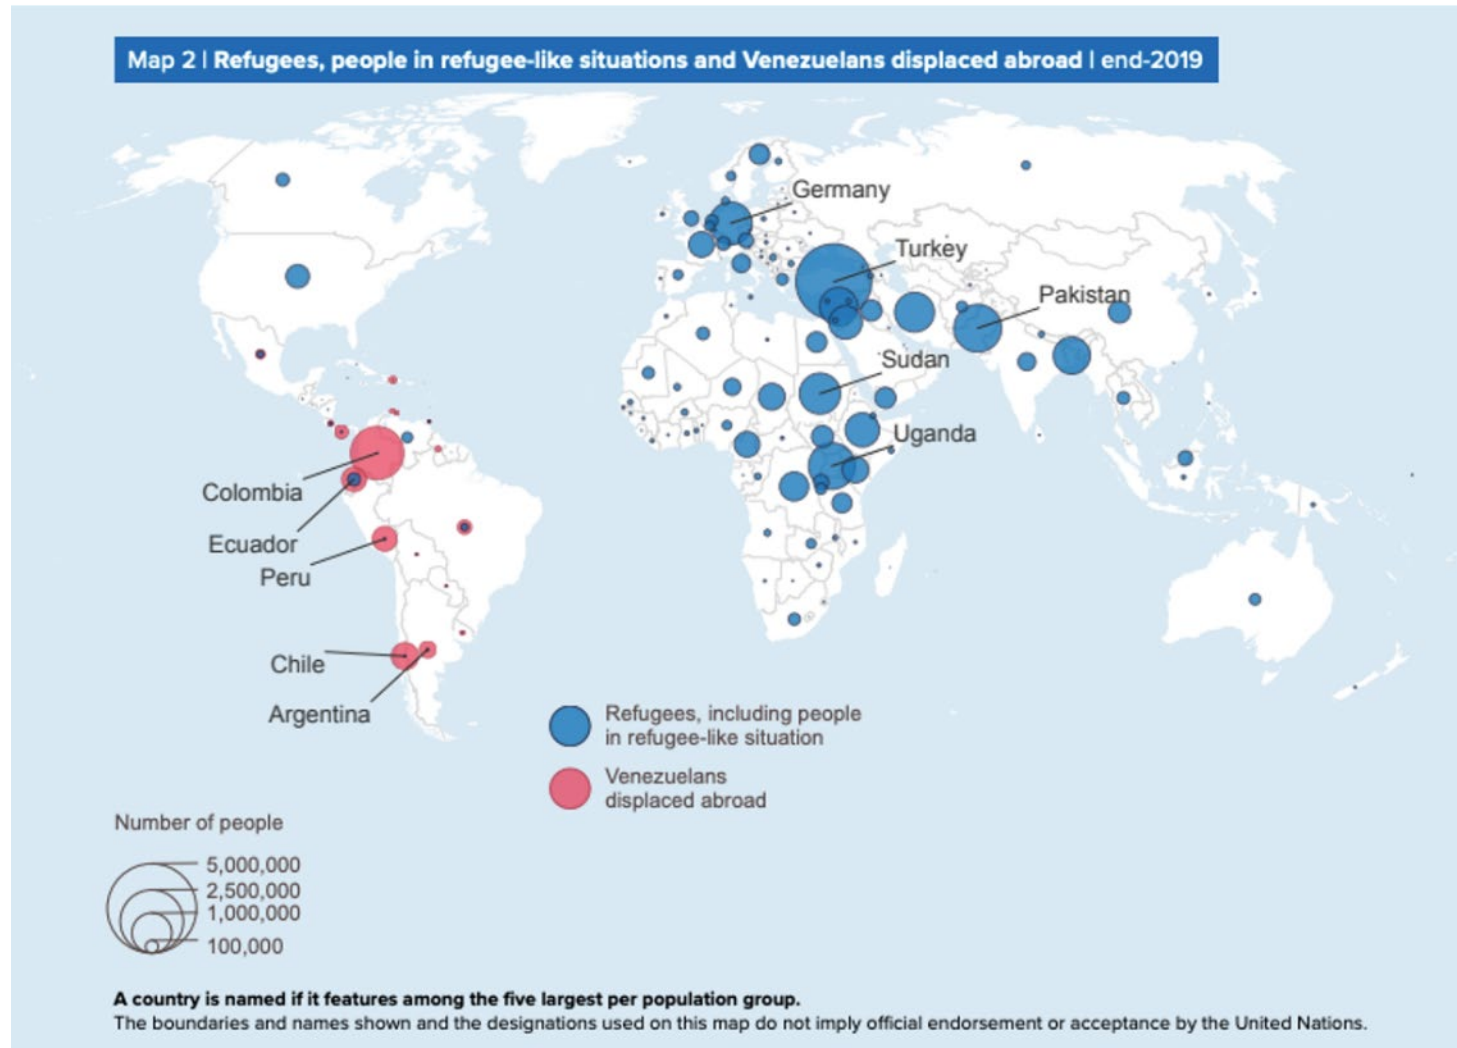 Map 2 | Refugees, people in refugee-like situations and Venezuelans displaced abroad | end-2019
Germany
Turkey
Pakistan
Sudan
Uganda
Colombia
Ecuador
Peru
Chile
Argentina
Refugees, including people
in refugee-like situation
Venezuelans
displaced abroad
Number of people
5,000,000
2,500,000
1,000,000
100,000
A country is named if it features among the five largest per population group.
The boundaries and names shown and the designations used on this map do not imply official endorsement or acceptance by the United Nations.